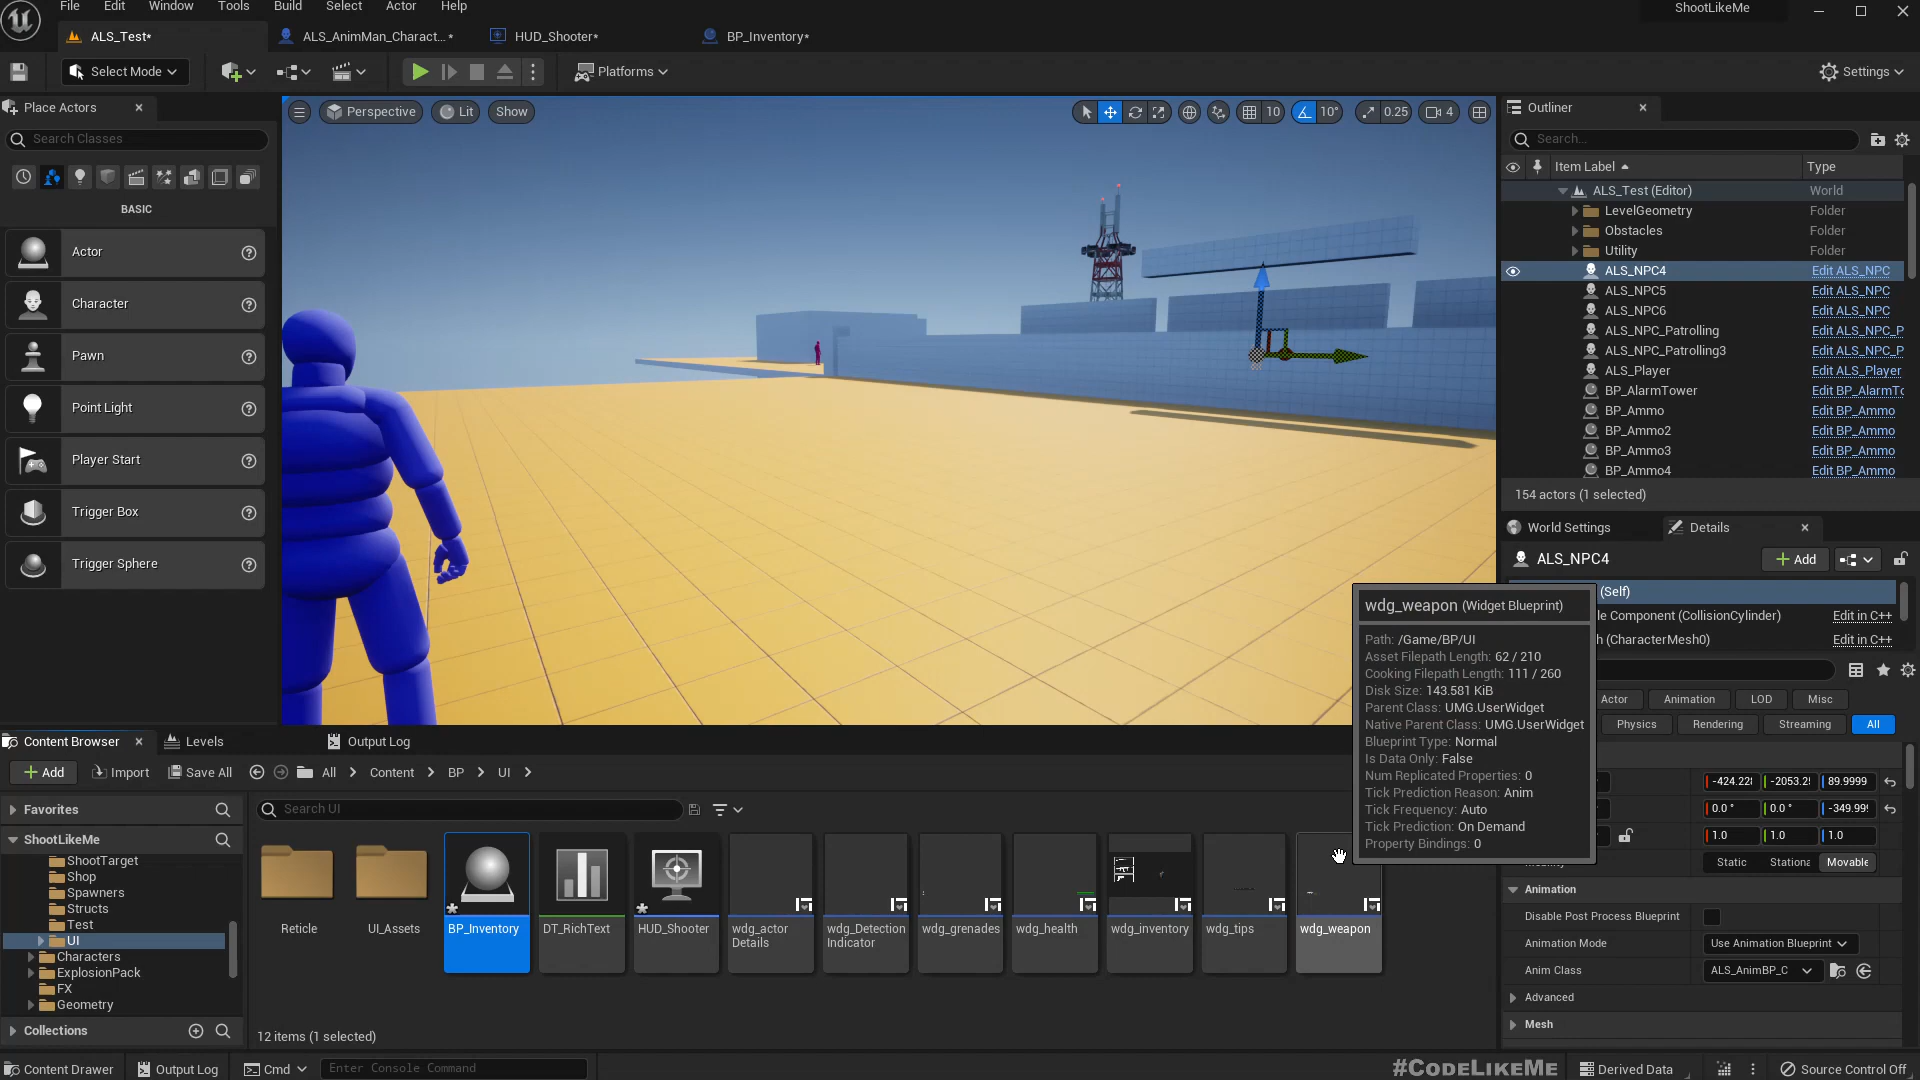 File Edit Window Tools Build Select Actor Help
ShootLikeMe
ALS_Test* ALS_AnimMan_Charact...* HUD_Shooter* BP_Inventory*
Select Mode Platforms Settings
Place Actors
Search Classes
BASIC
Actor
Character
Pawn
Point Light
Player Start
Trigger Box
Trigger Sphere
Perspective Lit Show 10 10° 0.25 4
Outliner
Search...
Item Label Type
ALS_Test (Editor) World
LevelGeometry Folder
Obstacles Folder
Utility Folder
ALS_NPC4 Edit ALS_NPC
ALS_NPC5 Edit ALS_NPC
ALS_NPC6 Edit ALS_NPC
ALS_NPC_Patrolling Edit ALS_NPC_P
ALS_NPC_Patrolling3 Edit ALS_NPC_P
ALS_Player Edit ALS_Player
BP_AlarmTower Edit BP_AlarmTo
BP_Ammo Edit BP_Ammo
BP_Ammo2 Edit BP_Ammo
BP_Ammo3 Edit BP_Ammo
BP_Ammo4 Edit BP_Ammo
154 actors (1 selected)
World Settings Details
ALS_NPC4 Add
(Self)
le Component (CollisionCylinder) Edit in C++
h (CharacterMesh0) Edit in C++
Actor Animation LOD Misc
Physics Rendering Streaming All
-424.228 -2053.25 89.9999
0.0 ° 0.0 ° -349.999
1.0 1.0 1.0
Static Stationa Movable
Animation
Disable Post Process Blueprint
Animation Mode Use Animation Blueprint
Anim Class ALS_AnimBP_C
Advanced
Mesh
wdg_weapon (Widget Blueprint)
Path: /Game/BP/UI
Asset Filepath Length: 62 / 210
Cooking Filepath Length: 111 / 260
Disk Size: 143.581 KiB
Parent Class: UMG.UserWidget
Native Parent Class: UMG.UserWidget
Blueprint Type: Normal
Is Data Only: False
Num Replicated Properties: 0
Tick Prediction Reason: Anim
Tick Frequency: Auto
Tick Prediction: On Demand
Property Bindings: 0
Content Browser Levels Output Log
Add Import Save All All Content BP UI
Favorites
Search UI
ShootLikeMe
ShootTarget
Shop
Spawners
Structs
Test
UI
Characters
ExplosionPack
FX
Geometry
Collections
Reticle
UI_Assets
BP_Inventory
DT_RichText
HUD_Shooter
wdg_actor
Details
wdg_Detection
Indicator
wdg_grenades
wdg_health
wdg_inventory
wdg_tips
wdg_weapon
12 items (1 selected)
Content Drawer Output Log Cmd Enter Console Command
#CODELIKEME
Derived Data Source Control Off